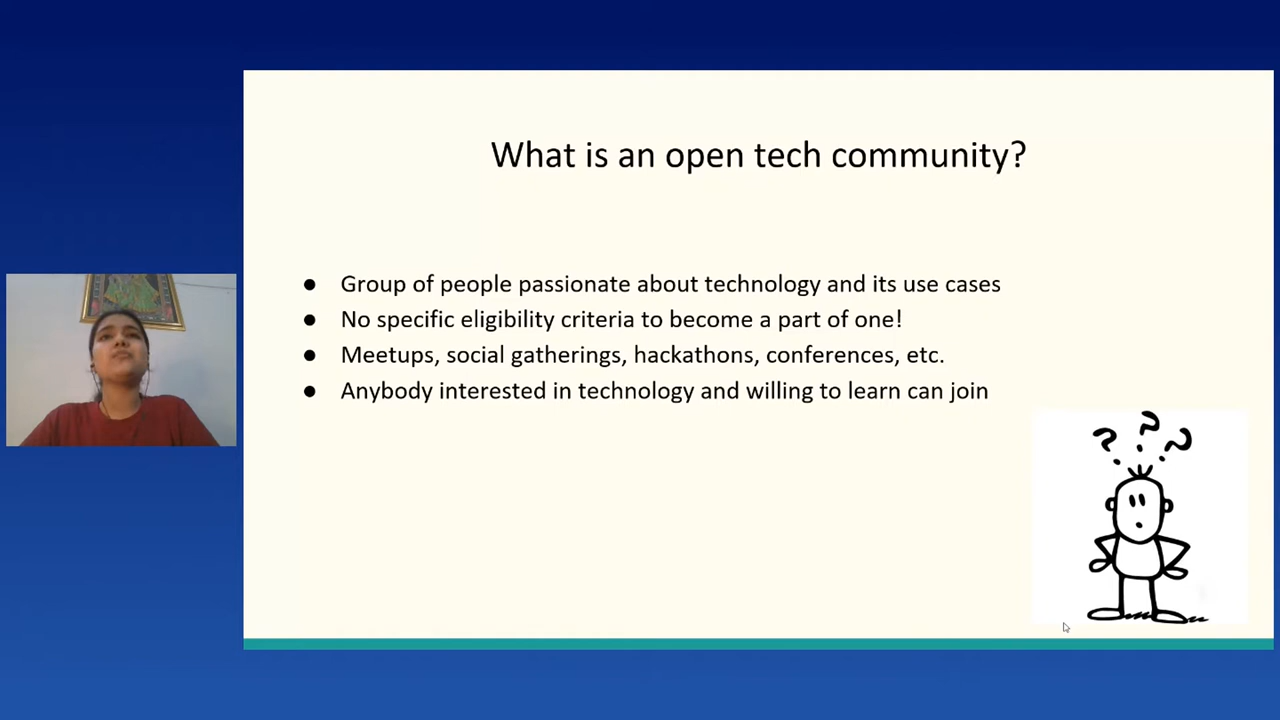 What is an open tech community?
● Group of people passionate about technology and its use cases
● No specific eligibility criteria to become a part of one!
● Meetups, social gatherings, hackathons, conferences, etc.
● Anybody interested in technology and willing to learn can join
? ? ?